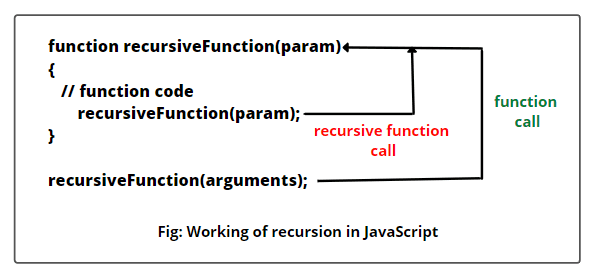 function recursiveFunction(param)
{
// function code
recursiveFunction(param);
}
recursive function
call
function
call
recursiveFunction(arguments);
Fig: Working of recursion in JavaScript